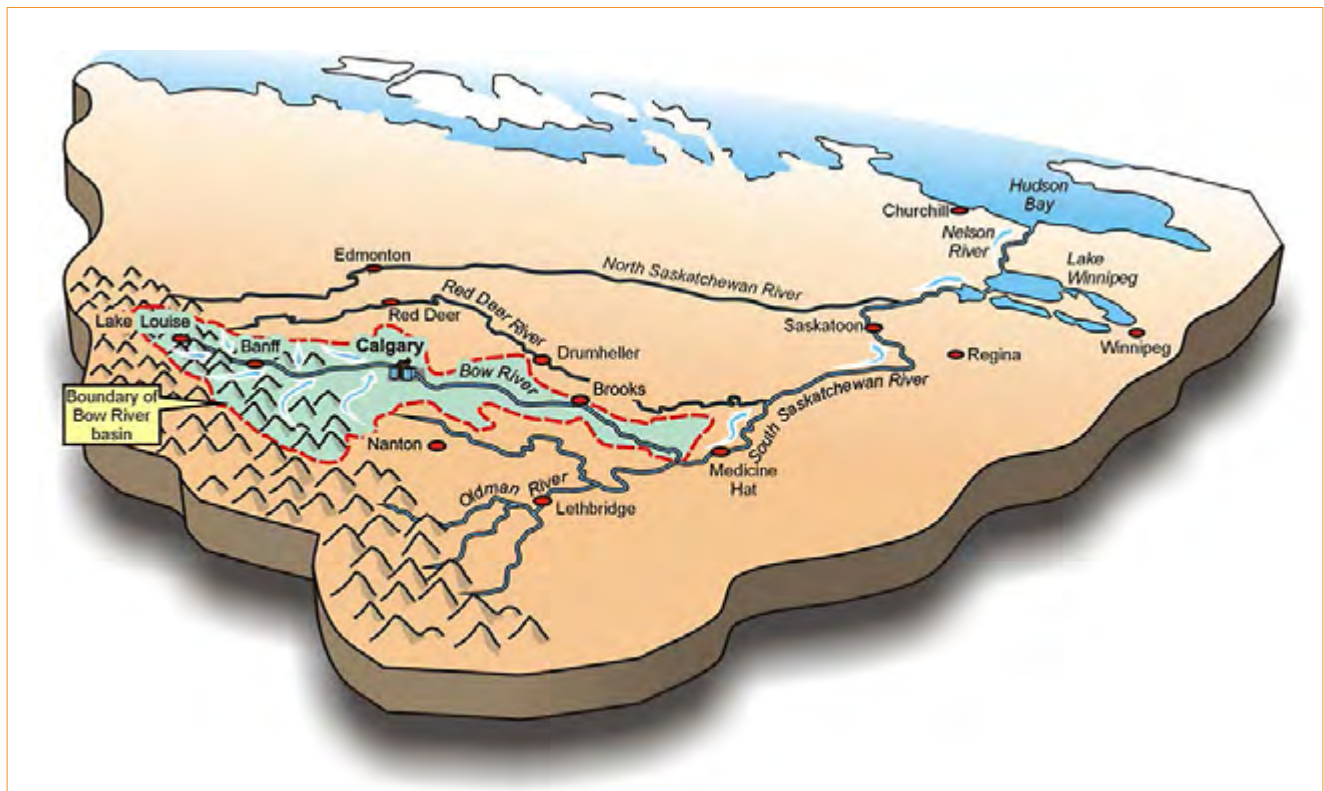 Hudson
Bay
Churchill
Nelson
River
Lake
Winnipeg
Edmonton
North Saskatchewan River
Red Deer River
Red Deer
Lake Louise
Saskatoon
Winnipeg
Banff
Calgary
Drumheller
Regina
Bow River
Brooks
South Saskatchewan River
Boundary of
Bow River
basin
Nanton
Medicine
Hat
Oldman River
Lethbridge